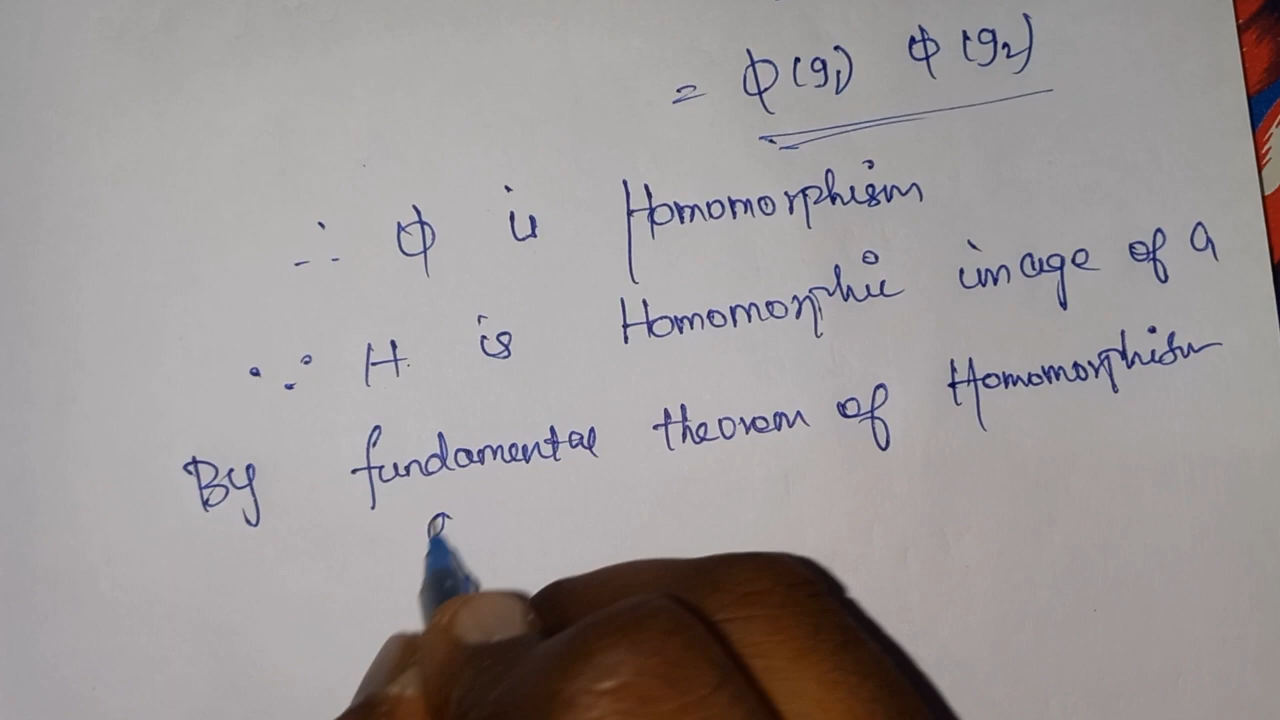 = ϕ(g₁) ϕ(g₂)
∴ ϕ is Homomorphism
∵ H is Homomorphic image of G
By fundamental theorem of Homomorphism
G